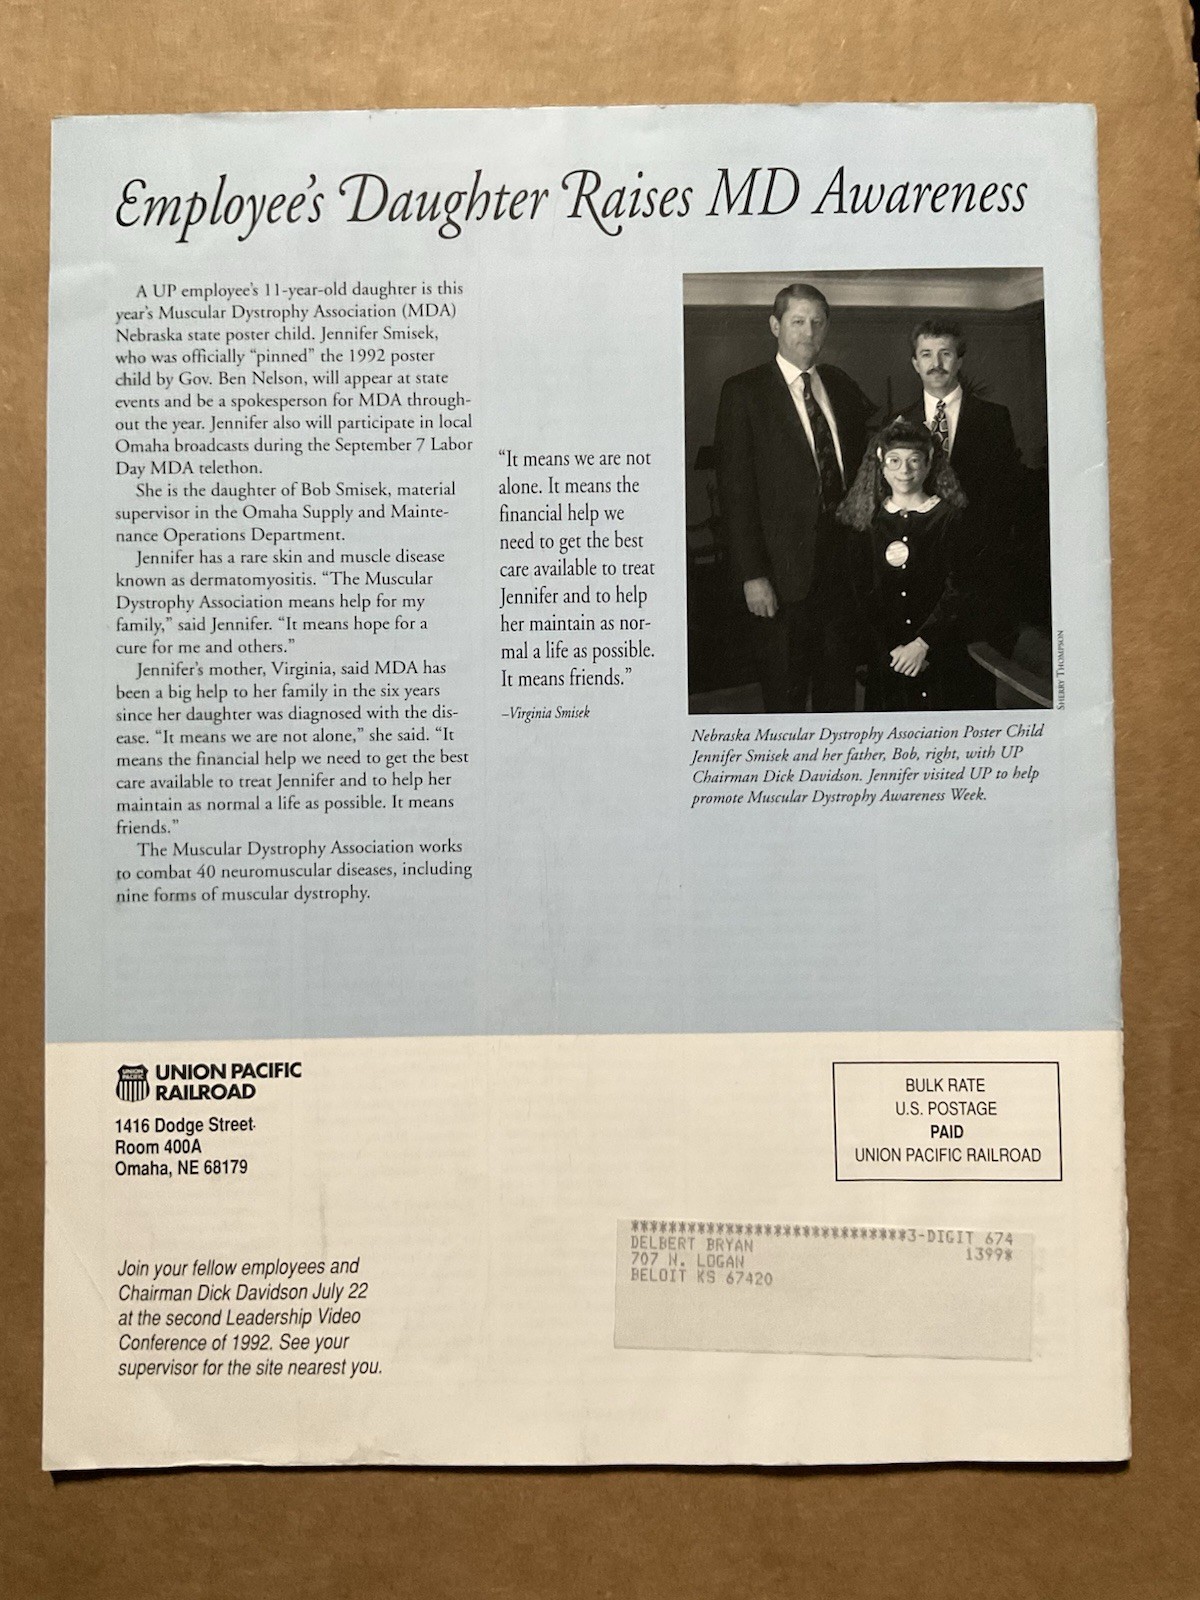 Employee's Daughter Raises MD Awareness
A UP employee's 11-year-old daughter is this
year's Muscular Dystrophy Association (MDA)
Nebraska state poster child. Jennifer Smisek,
who was officially "pinned" the 1992 poster
child by Gov. Ben Nelson, will appear at state
events and be a spokesperson for MDA through-
out the year. Jennifer also will participate in local
Omaha broadcasts during the September 7 Labor
Day MDA telethon.
She is the daughter of Bob Smisek, material
supervisor in the Omaha Supply and Mainte-
nance Operations Department.
Jennifer has a rare skin and muscle disease
known as dermatomyositis. "The Muscular
Dystrophy Association means help for my
family," said Jennifer. "It means hope for a
cure for me and others."
Jennifer's mother, Virginia, said MDA has
been a big help to her family in the six years
since her daughter was diagnosed with the dis-
ease. "It means we are not alone," she said. "It
means the financial help we need to get the best
care available to treat Jennifer and to help her
maintain as normal a life as possible. It means
friends."
The Muscular Dystrophy Association works
to combat 40 neuromuscular diseases, including
nine forms of muscular dystrophy.
"It means we are not
alone. It means the
financial help we
need to get the best
care available to treat
Jennifer and to help
her maintain as nor-
mal a life as possible.
It means friends."
–Virginia Smisek
SHERRY THOMPSON
Nebraska Muscular Dystrophy Association Poster Child
Jennifer Smisek and her father, Bob, right, with UP
Chairman Dick Davidson. Jennifer visited UP to help
promote Muscular Dystrophy Awareness Week.
UNION PACIFIC
UNION PACIFIC
RAILROAD
1416 Dodge Street
Room 400A
Omaha, NE 68179
BULK RATE
U.S. POSTAGE
PAID
UNION PACIFIC RAILROAD
****************************3-DIGIT 674
DELBERT BRYAN 1399*
707 N. LOGAN
BELOIT KS 67420
Join your fellow employees and
Chairman Dick Davidson July 22
at the second Leadership Video
Conference of 1992. See your
supervisor for the site nearest you.